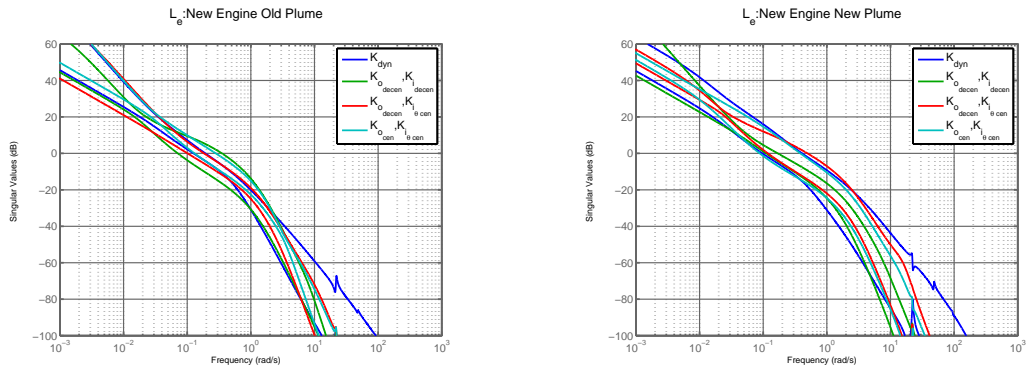 L_e:New Engine Old Plume
Singular Values (dB)
60
40
20
0
−20
−40
−60
−80
−100
10^−3
10^−2
10^−1
10^0
10^1
10^2
10^3
Frequency (rad/s)
K_dyn
K_o_decen,K_i_decen
K_o_decen,K_i_θ cen
K_o_cen,K_i_θ cen
L_e:New Engine New Plume
Singular Values (dB)
60
40
20
0
−20
−40
−60
−80
−100
10^−3
10^−2
10^−1
10^0
10^1
10^2
10^3
Frequency (rad/s)
K_dyn
K_o_decen,K_i_decen
K_o_decen,K_i_θ cen
K_o_cen,K_i_θ cen